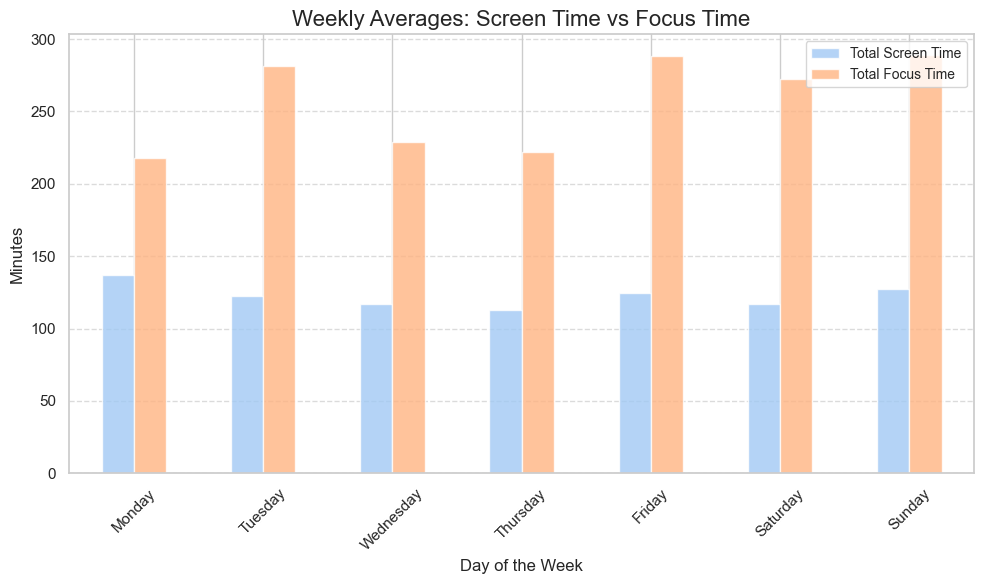 Weekly Averages: Screen Time vs Focus Time
Total Screen Time
Total Focus Time
300
250
200
150
100
50
0
Minutes
Monday
Tuesday
Wednesday
Thursday
Friday
Saturday
Sunday
Day of the Week